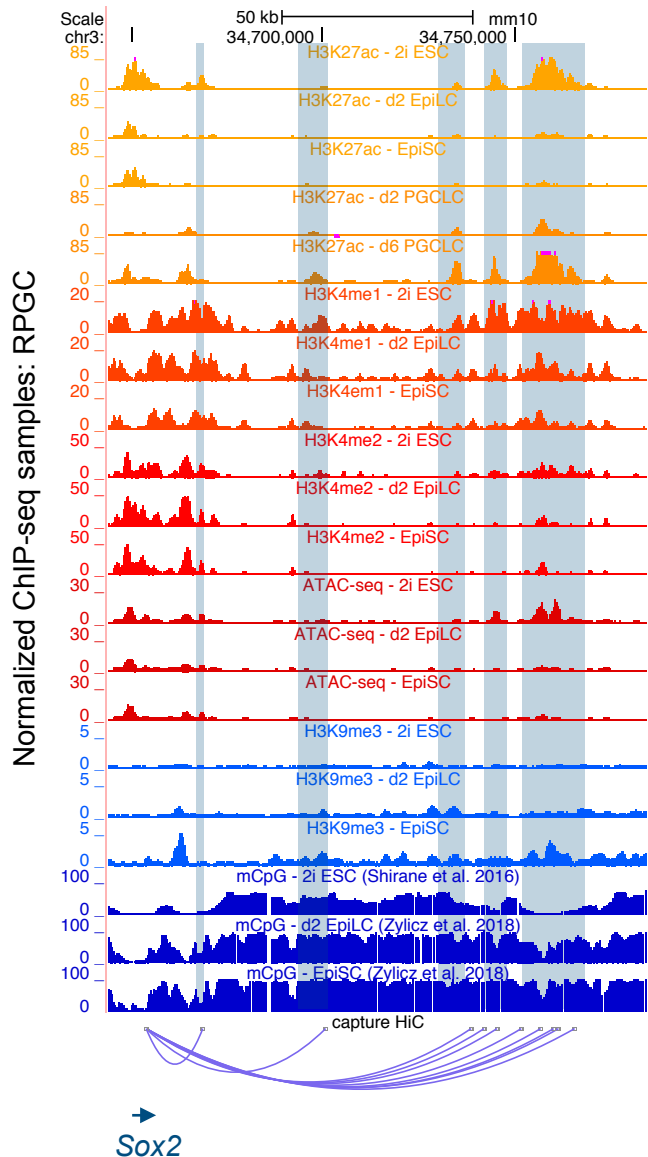 Scale 50 kb mm10
chr3: 34,700,000 34,750,000
Normalized ChIP-seq samples: RPGC
85 _ H3K27ac - 2i ESC
0 _
85 _ H3K27ac - d2 EpiLC
0 _
85 _ H3K27ac - EpiSC
0 _
85 _ H3K27ac - d2 PGCLC
0 _
85 _ H3K27ac - d6 PGCLC
0 _
20 _ H3K4me1 - 2i ESC
0 _
20 _ H3K4me1 - d2 EpiLC
0 _
20 _ H3K4em1 - EpiSC
0 _
50 _ H3K4me2 - 2i ESC
0 _
50 _ H3K4me2 - d2 EpiLC
0 _
50 _ H3K4me2 - EpiSC
0 _
30 _ ATAC-seq - 2i ESC
0 _
30 _ ATAC-seq - d2 EpiLC
0 _
30 _ ATAC-seq - EpiSC
0 _
5 _ H3K9me3 - 2i ESC
0 _
5 _ H3K9me3 - d2 EpiLC
0 _
5 _ H3K9me3 - EpiSC
0 _
100 _ mCpG - 2i ESC (Shirane et al. 2016)
0 _
100 _ mCpG - d2 EpiLC (Zylicz et al. 2018)
0 _
100 _ mCpG - EpiSC (Zylicz et al. 2018)
0 _
capture HiC
Sox2